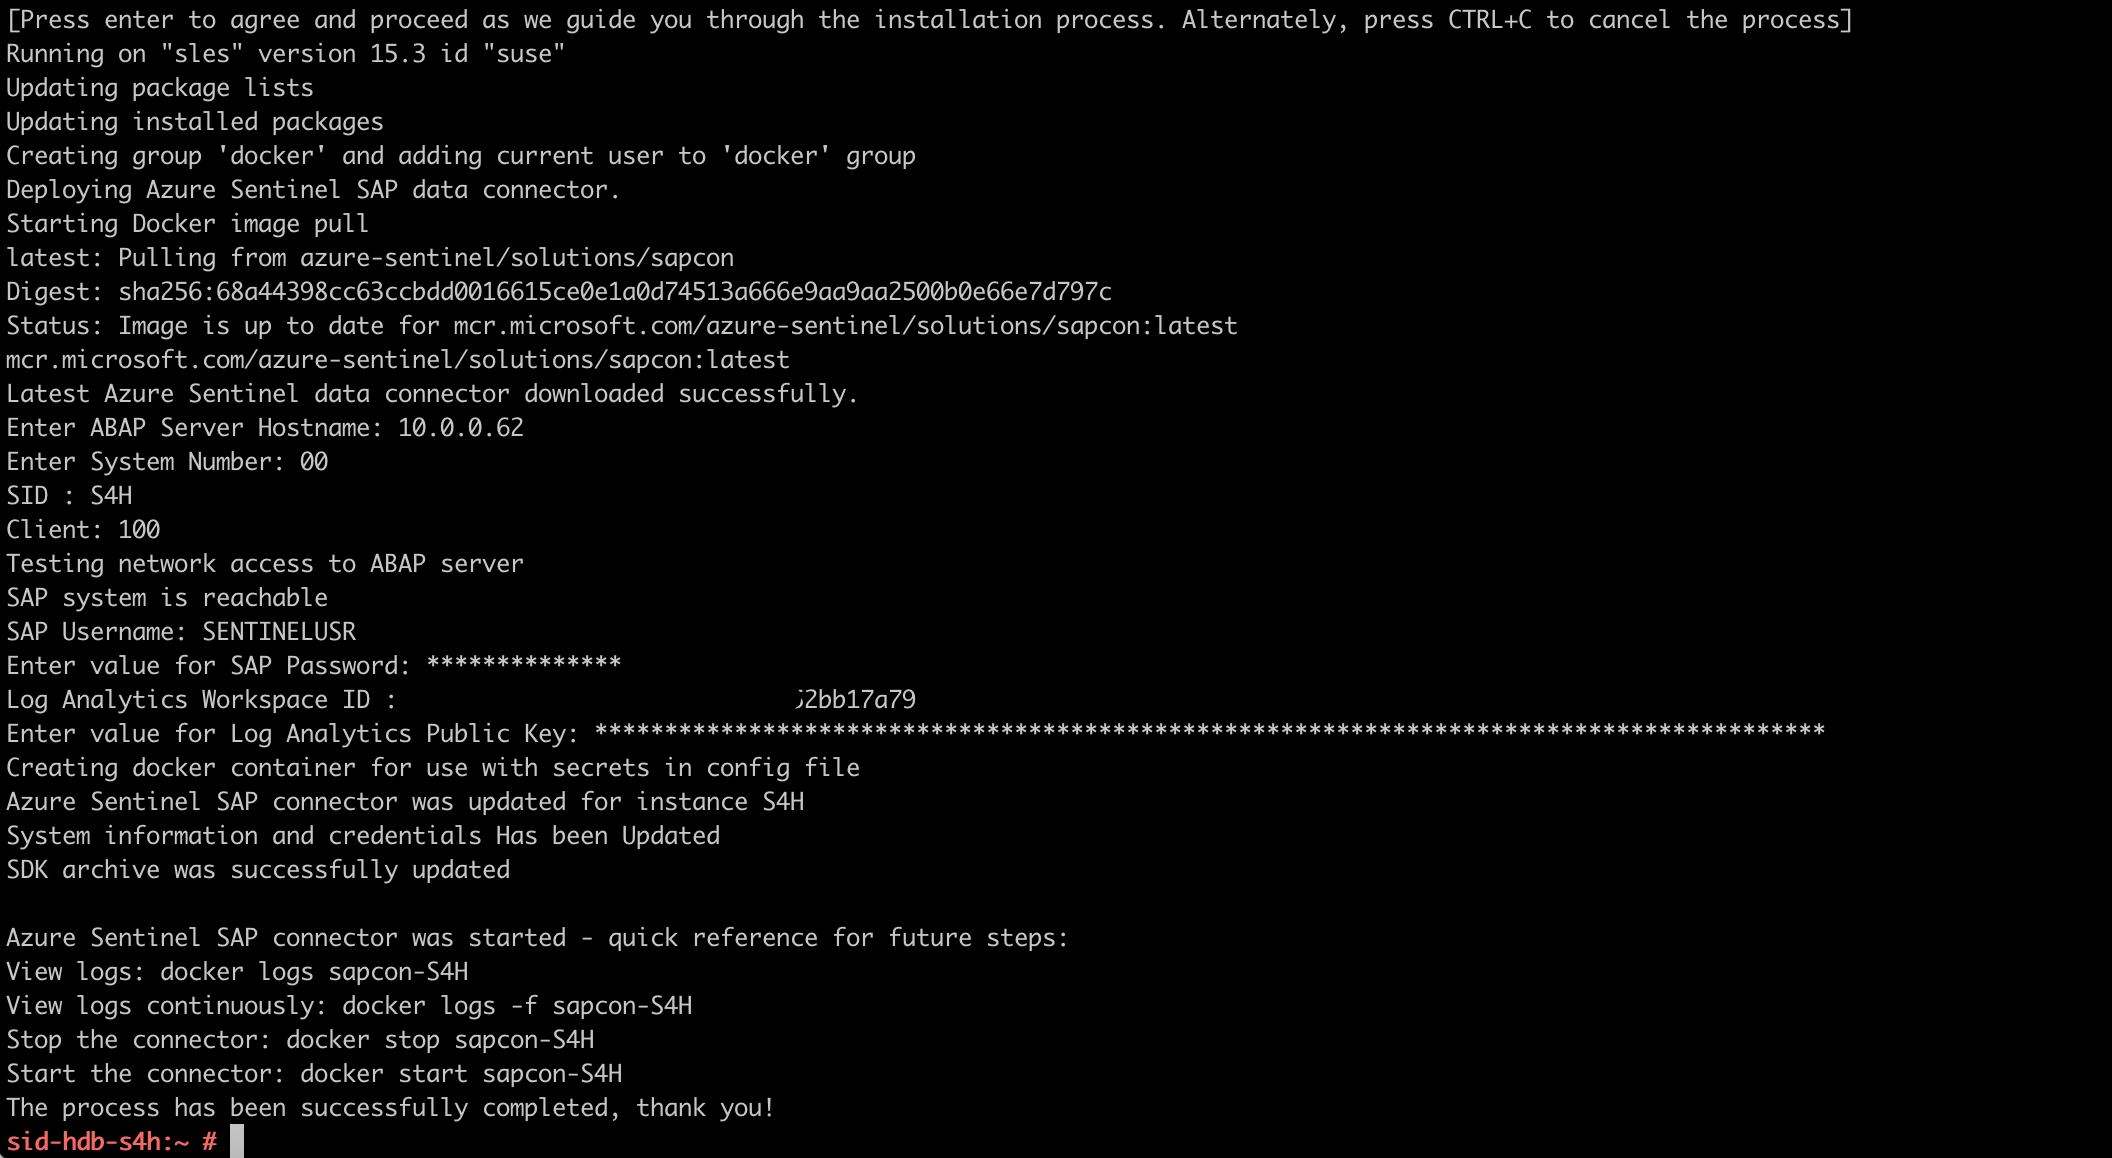 [Press enter to agree and proceed as we guide you through the installation process. Alternately, press CTRL+C to cancel the process]
Running on "sles" version 15.3 id "suse"
Updating package lists
Updating installed packages
Creating group 'docker' and adding current user to 'docker' group
Deploying Azure Sentinel SAP data connector.
Starting Docker image pull
latest: Pulling from azure-sentinel/solutions/sapcon
Digest: sha256:68a44398cc63ccbdd0016615ce0e1a0d74513a666e9aa9aa2500b0e66e7d797c
Status: Image is up to date for mcr.microsoft.com/azure-sentinel/solutions/sapcon:latest
mcr.microsoft.com/azure-sentinel/solutions/sapcon:latest
Latest Azure Sentinel data connector downloaded successfully.
Enter ABAP Server Hostname: 10.0.0.62
Enter System Number: 00
SID : S4H
Client: 100
Testing network access to ABAP server
SAP system is reachable
SAP Username: SENTINELUSR
Enter value for SAP Password: **************
Log Analytics Workspace ID : 2bb17a79
Enter value for Log Analytics Public Key: ****************************************************************************************
Creating docker container for use with secrets in config file
Azure Sentinel SAP connector was updated for instance S4H
System information and credentials Has been Updated
SDK archive was successfully updated
Azure Sentinel SAP connector was started - quick reference for future steps:
View logs: docker logs sapcon-S4H
View logs continuously: docker logs -f sapcon-S4H
Stop the connector: docker stop sapcon-S4H
Start the connector: docker start sapcon-S4H
The process has been successfully completed, thank you!
sid-hdb-s4h:~ #